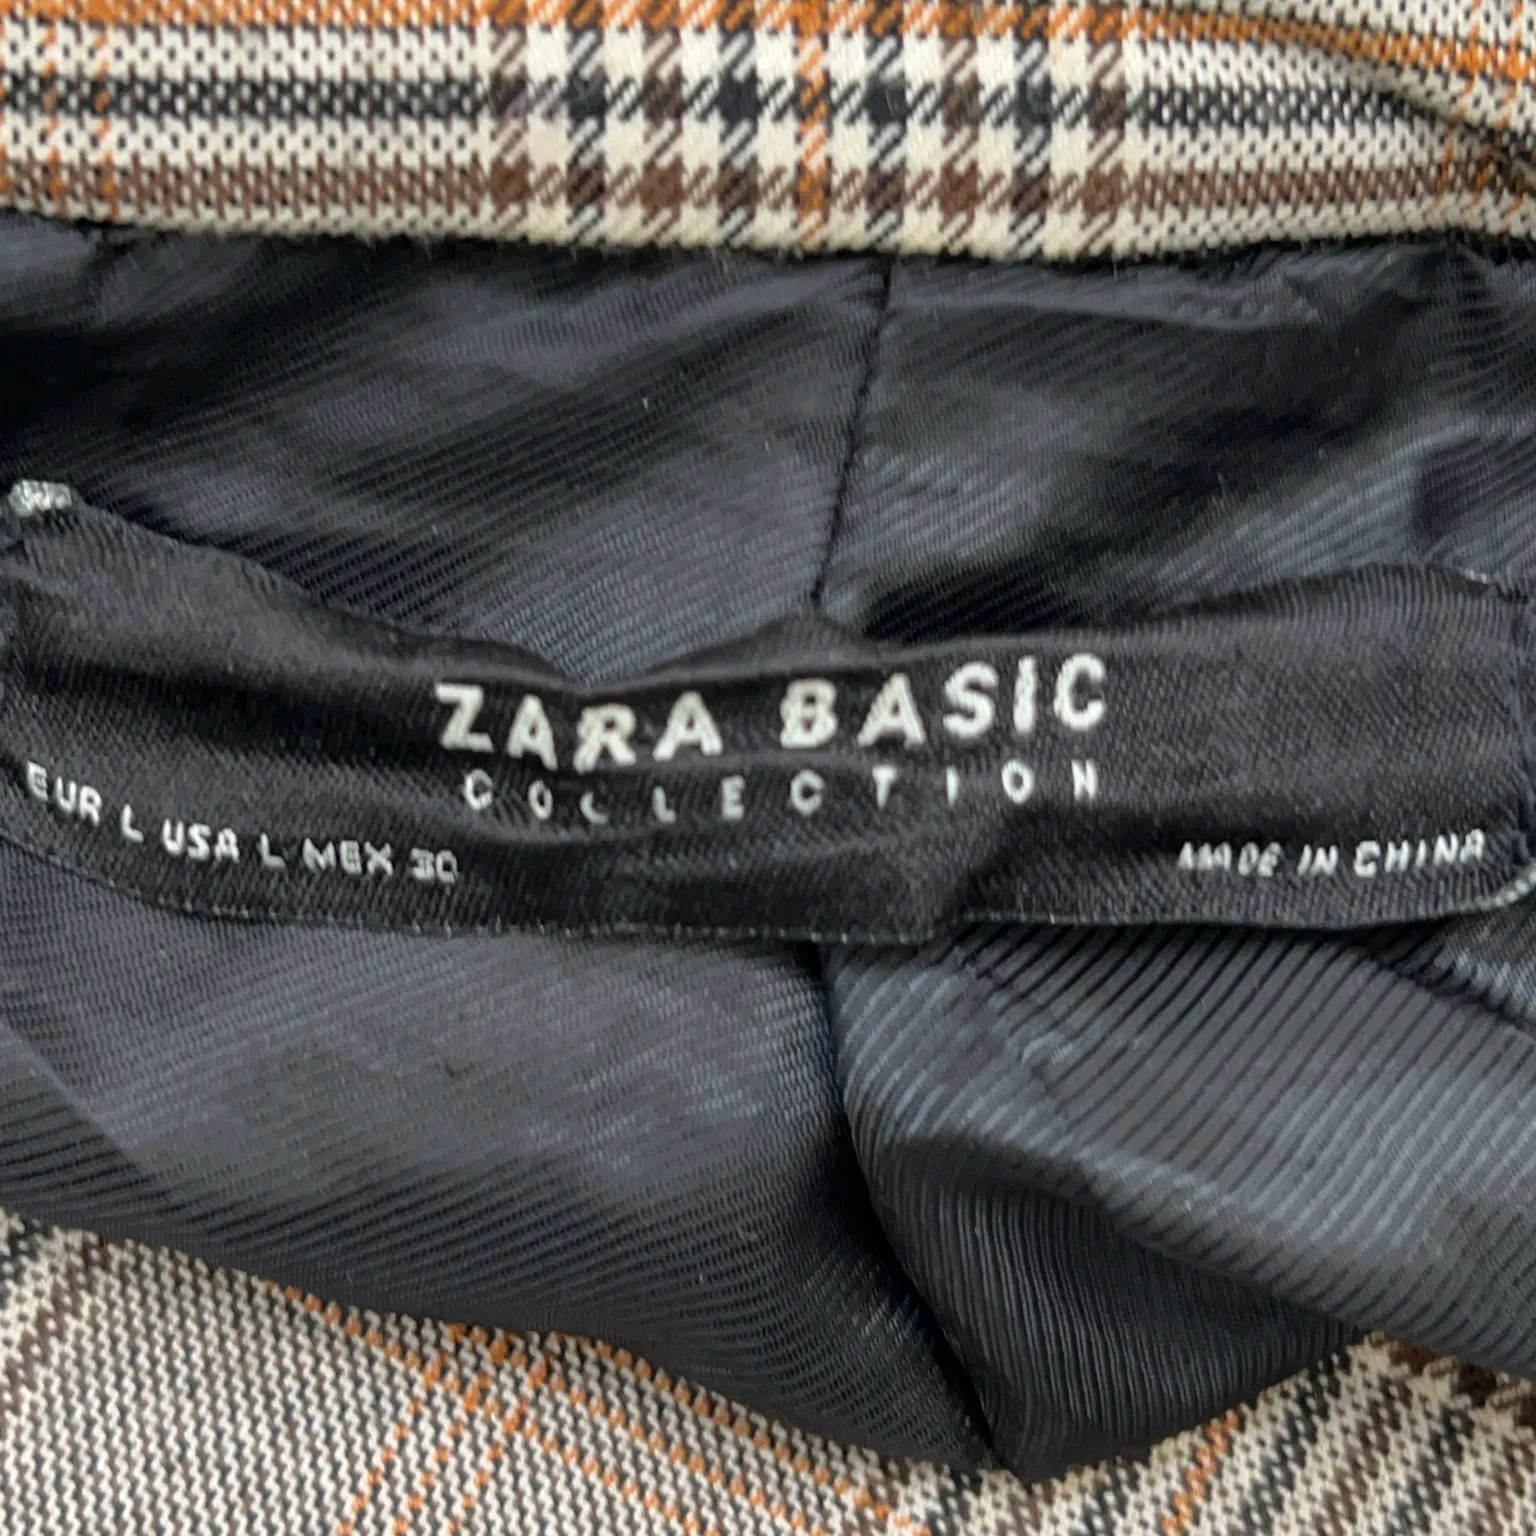 ZARA BASIC
COLLECTION
EUR L USA L MEX 30
MADE IN CHINA